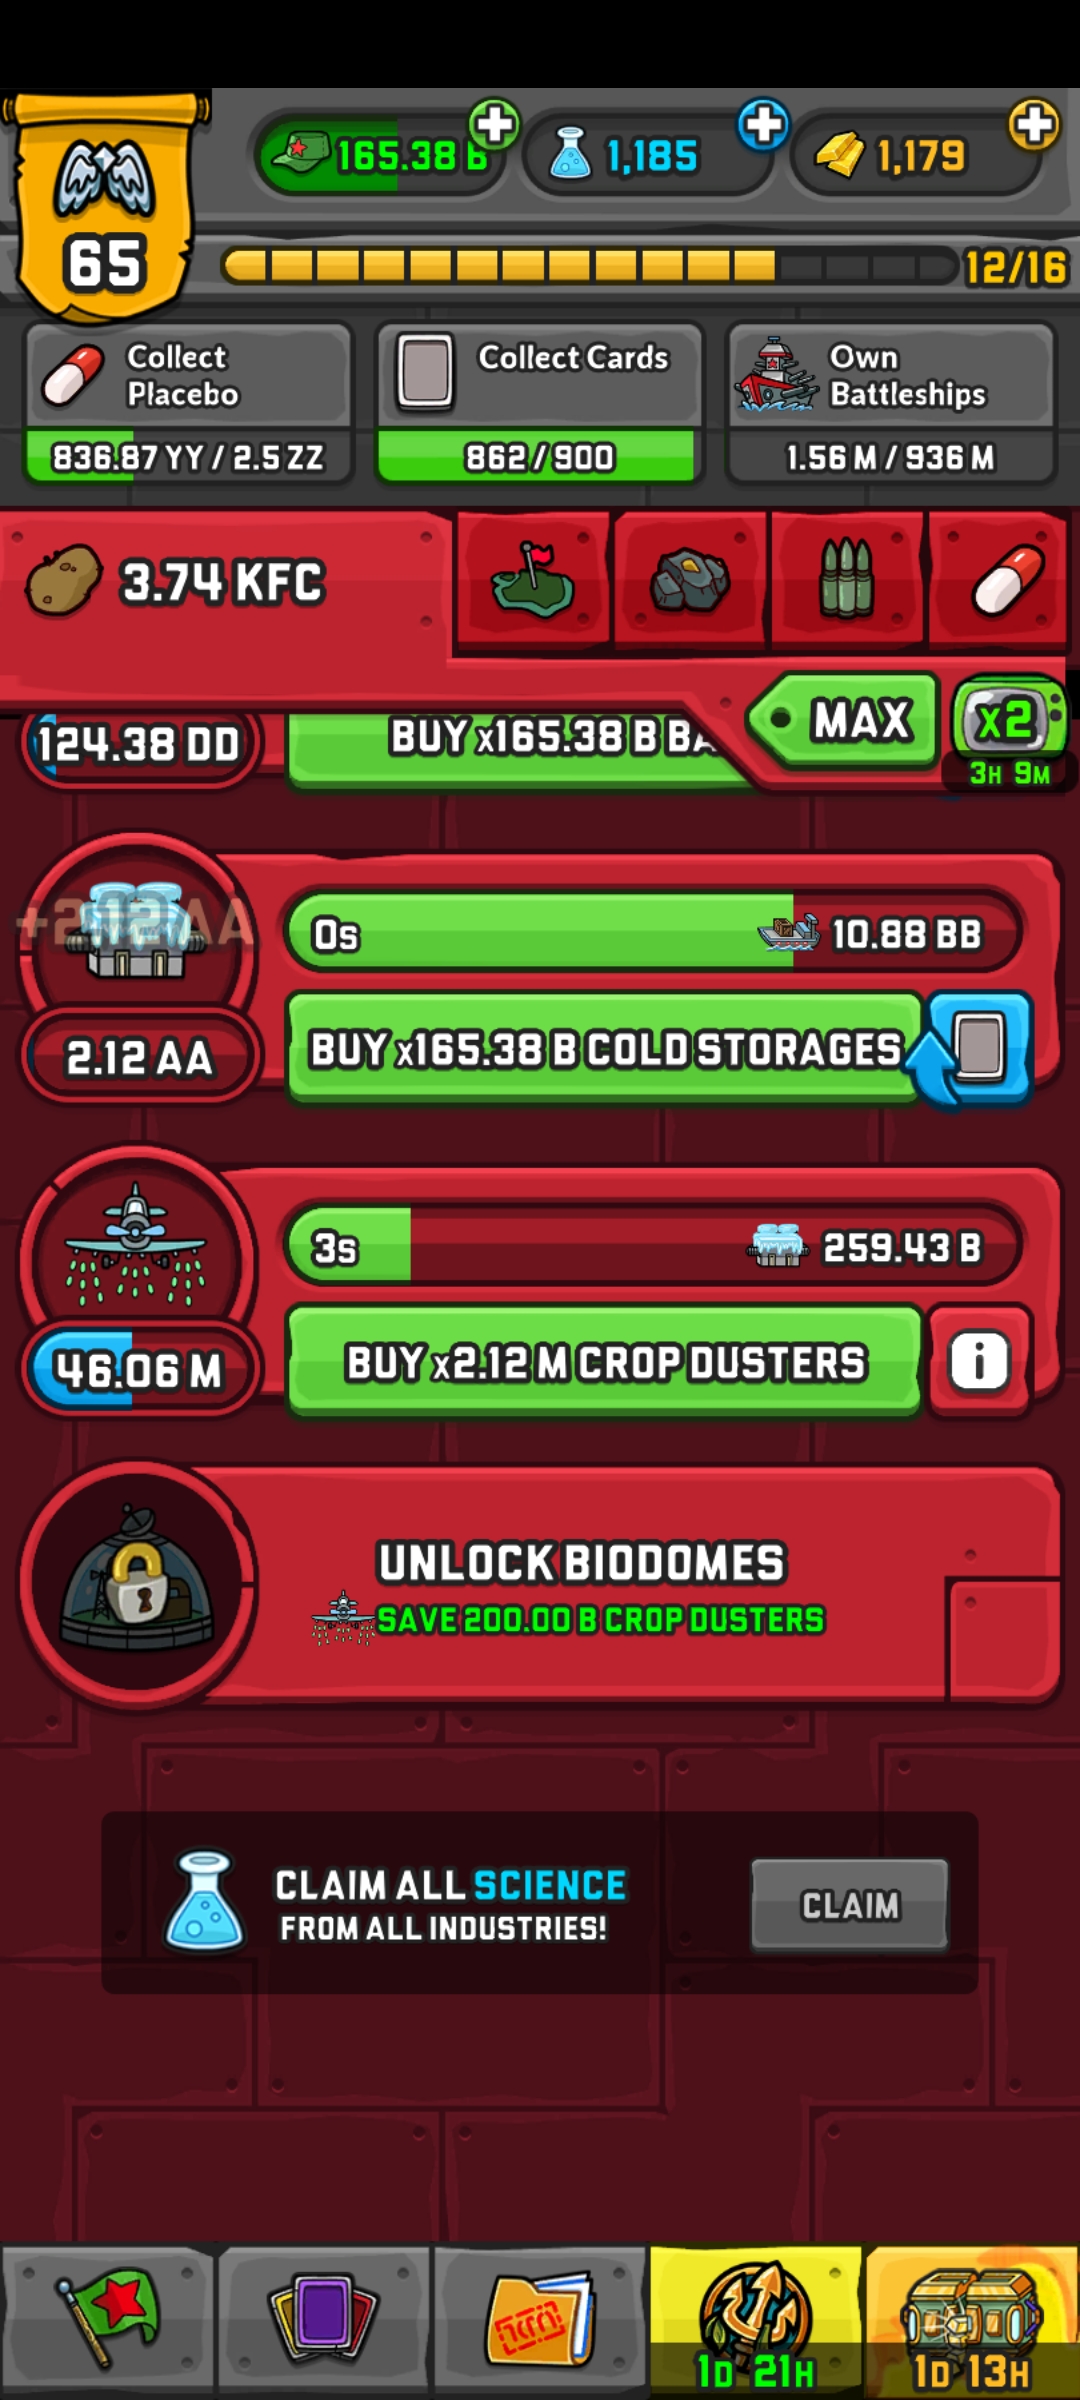 165.38 B
1,185
1,179
65
12/16
Collect
Placebo
836.87 YY / 2.5 ZZ
Collect Cards
862/900
Own
Battleships
1.56 M / 936 M
3.74 KFC
MAX
x2
3H 9M
124.38 DD
BUY x165.38 B BA
+2.12 AA
0s
10.88 BB
2.12 AA
BUY x165.38 B COLD STORAGES
3s
259.43 B
46.06 M
BUY x2.12 M CROP DUSTERS
i
UNLOCK BIODOMES
SAVE 200.00 B CROP DUSTERS
CLAIM ALL SCIENCE
FROM ALL INDUSTRIES!
CLAIM
1D 21H
1D 13H